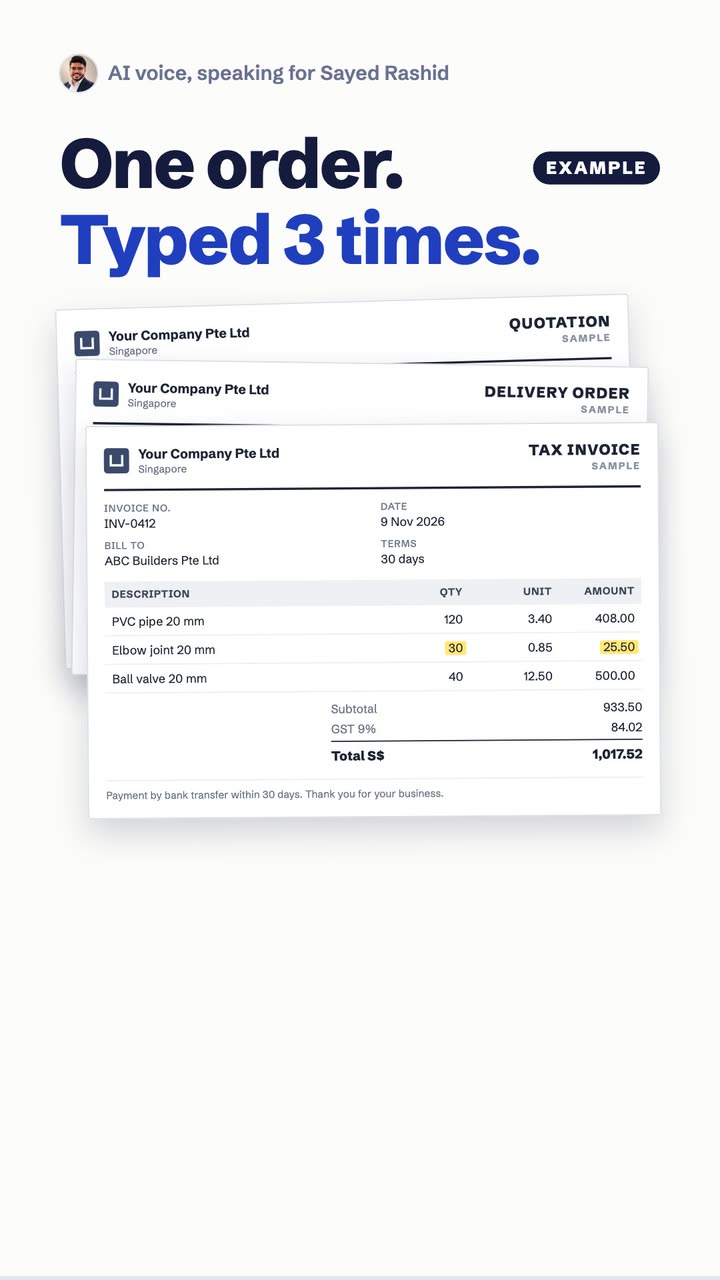 AI voice, speaking for Sayed Rashid
One order.
EXAMPLE
Typed 3 times.
Your Company Pte Ltd
Singapore
QUOTATION
SAMPLE
Your Company Pte Ltd
Singapore
DELIVERY ORDER
SAMPLE
Your Company Pte Ltd
Singapore
TAX INVOICE
SAMPLE
INVOICE NO.
INV-0412
DATE
9 Nov 2026
BILL TO
ABC Builders Pte Ltd
TERMS
30 days
DESCRIPTION QTY UNIT AMOUNT
PVC pipe 20 mm 120 3.40 408.00
Elbow joint 20 mm 30 0.85 25.50
Ball valve 20 mm 40 12.50 500.00
Subtotal 933.50
GST 9% 84.02
Total S$ 1,017.52
Payment by bank transfer within 30 days. Thank you for your business.